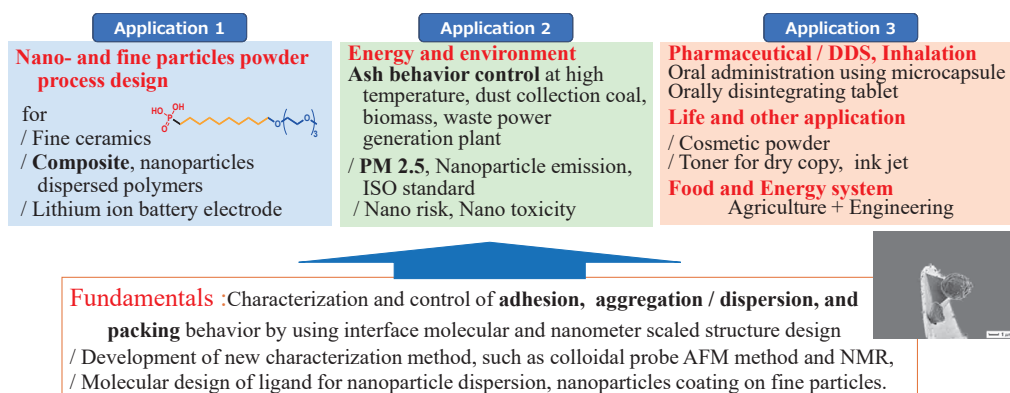 Application 1
Nano- and fine particles powder
process design
for
/ Fine ceramics
/ Composite, nanoparticles
dispersed polymers
/ Lithium ion battery electrode
HO OH
P
O
O
O
3
Application 2
Energy and environment
Ash behavior control at high
temperature, dust collection coal,
biomass, waste power
generation plant
/ PM 2.5, Nanoparticle emission,
ISO standard
/ Nano risk, Nano toxicity
Application 3
Pharmaceutical / DDS, Inhalation
Oral administration using microcapsule
Orally disintegrating tablet
Life and other application
/ Cosmetic powder
/ Toner for dry copy, ink jet
Food and Energy system
Agriculture + Engineering
Fundamentals :Characterization and control of adhesion, aggregation / dispersion, and
packing behavior by using interface molecular and nanometer scaled structure design
/ Development of new characterization method, such as colloidal probe AFM method and NMR,
/ Molecular design of ligand for nanoparticle dispersion, nanoparticles coating on fine particles.